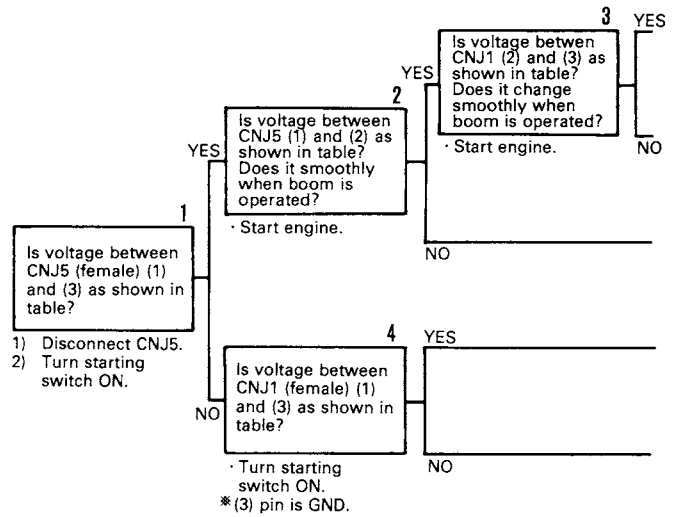 1
Is voltage between
CNJ5 (female) (1)
and (3) as shown in
table?
1) Disconnect CNJ5.
2) Turn starting
switch ON.
YES
2
Is voltage between
CNJ5 (1) and (2) as
shown in table?
Does it smoothly
when boom is
operated?
· Start engine.
YES
3
Is voltage betwen
CNJ1 (2) and (3) as
shown in table?
Does it change
smoothly when
boom is operated?
· Start engine.
YES
NO
NO
NO
4
Is voltage between
CNJ1 (female) (1)
and (3) as shown in
table?
· Turn starting
switch ON.
※(3) pin is GND.
YES
NO